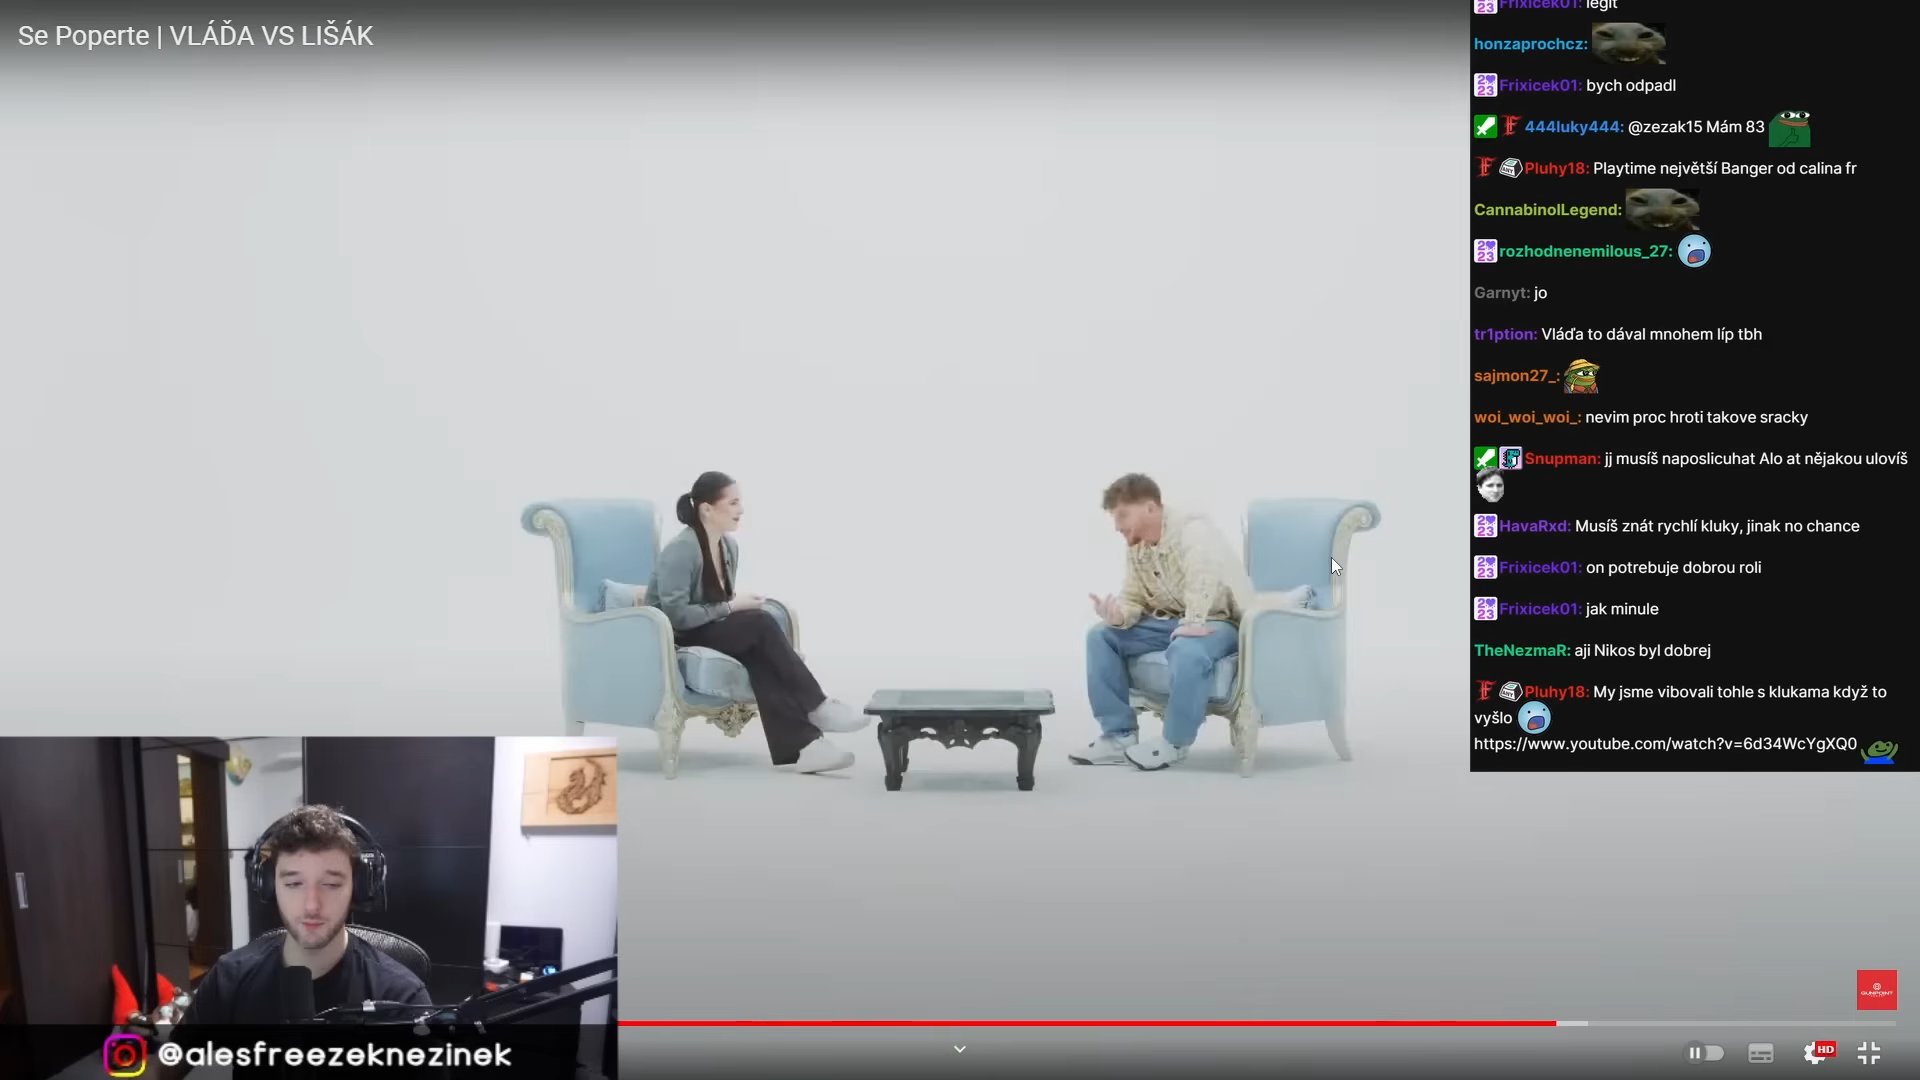 Se Poperte | VLÁĎA VS LIŠÁK
Frixicek01: legit
honzaprochcz:
Frixicek01: bych odpadl
444luky444: @zezak15 Mám 83
Pluhy18: Playtime největší Banger od calina fr
CannabinolLegend:
rozhodnenemilous_27:
Garnyt: jo
tr1ption: Vláďa to dával mnohem líp tbh
sajmon27_:
woi_woi_woi_: nevim proc hroti takove sracky
Snupman: jj musíš naposlicuhat Alo at nějakou ulovíš
HavaRxd: Musíš znát rychlí kluky, jinak no chance
Frixicek01: on potrebuje dobrou roli
Frixicek01: jak minule
TheNezmaR: aji Nikos byl dobrej
Pluhy18: My jsme vibovali tohle s klukama když to
vyšlo
https://www.youtube.com/watch?v=6d34WcYgXQ0
GUNPOINT
HD
@alesfreezeknezinek